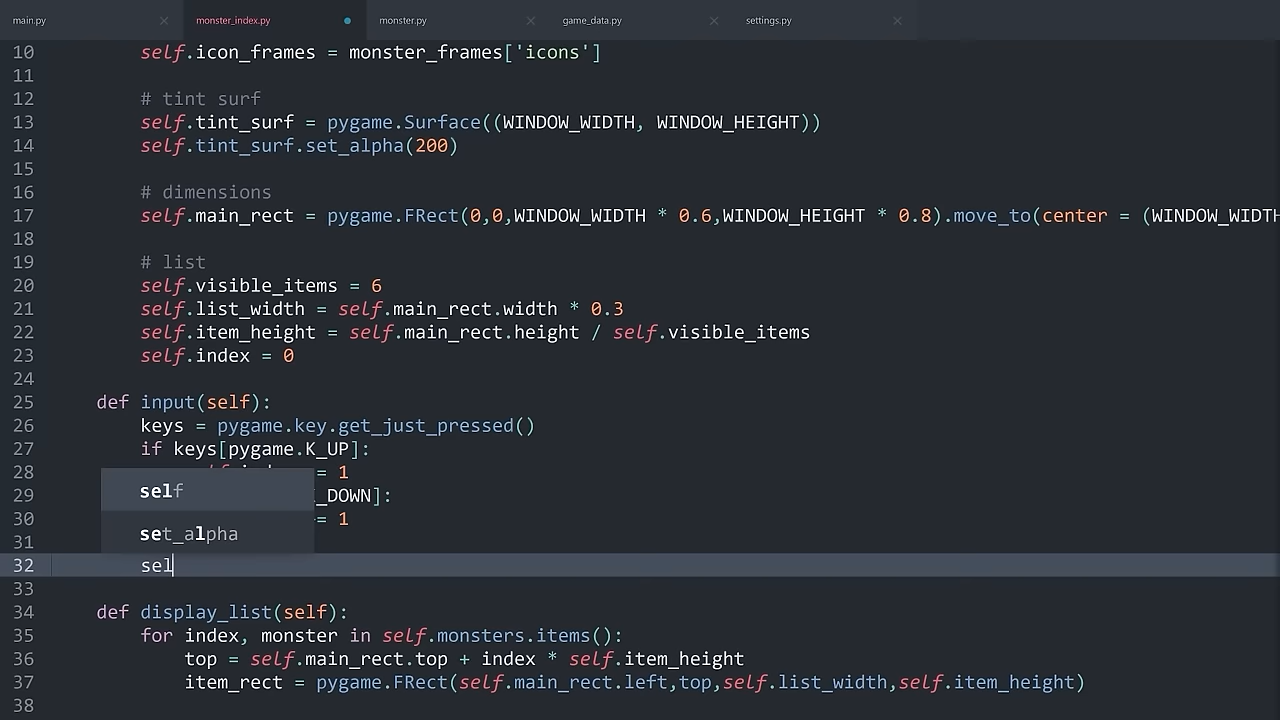 main.py monster_index.py monster.py game_data.py settings.py
10 self.icon_frames = monster_frames['icons']
11
12 # tint surf
13 self.tint_surf = pygame.Surface((WINDOW_WIDTH, WINDOW_HEIGHT))
14 self.tint_surf.set_alpha(200)
15
16 # dimensions
17 self.main_rect = pygame.FRect(0,0,WINDOW_WIDTH * 0.6,WINDOW_HEIGHT * 0.8).move_to(center = (WINDOW_WIDTH
18
19 # list
20 self.visible_items = 6
21 self.list_width = self.main_rect.width * 0.3
22 self.item_height = self.main_rect.height / self.visible_items
23 self.index = 0
24
25 def input(self):
26 keys = pygame.key.get_just_pressed()
27 if keys[pygame.K_UP]:
28 = 1
self
29 _DOWN]:
30 = 1
set_alpha
31
32 sel
33
34 def display_list(self):
35 for index, monster in self.monsters.items():
36 top = self.main_rect.top + index * self.item_height
37 item_rect = pygame.FRect(self.main_rect.left,top,self.list_width,self.item_height)
38